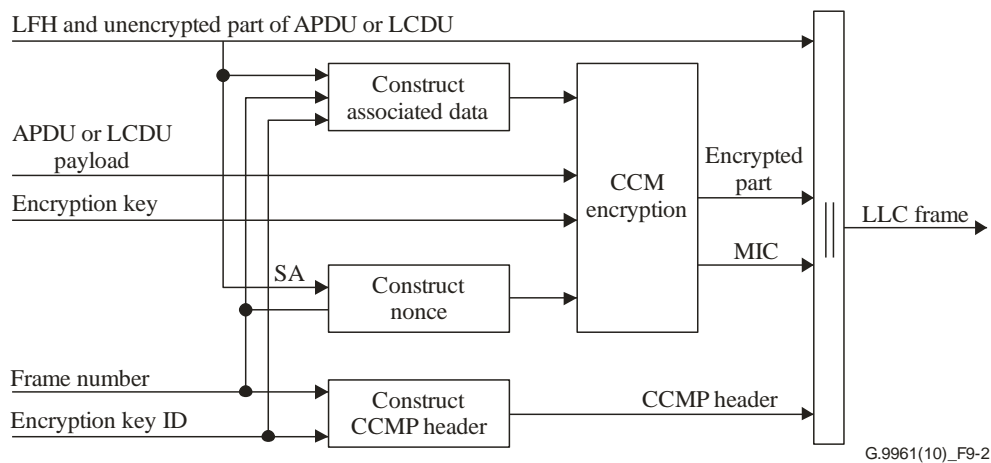 LFH and unencrypted part of APDU or LCDU
Construct
associated data
APDU or LCDU
payload
Encryption key
CCM
encryption
Encrypted
part
MIC
||
LLC frame
SA
Construct
nonce
Frame number
Encryption key ID
Construct
CCMP header
CCMP header
G.9961(10)_F9-2